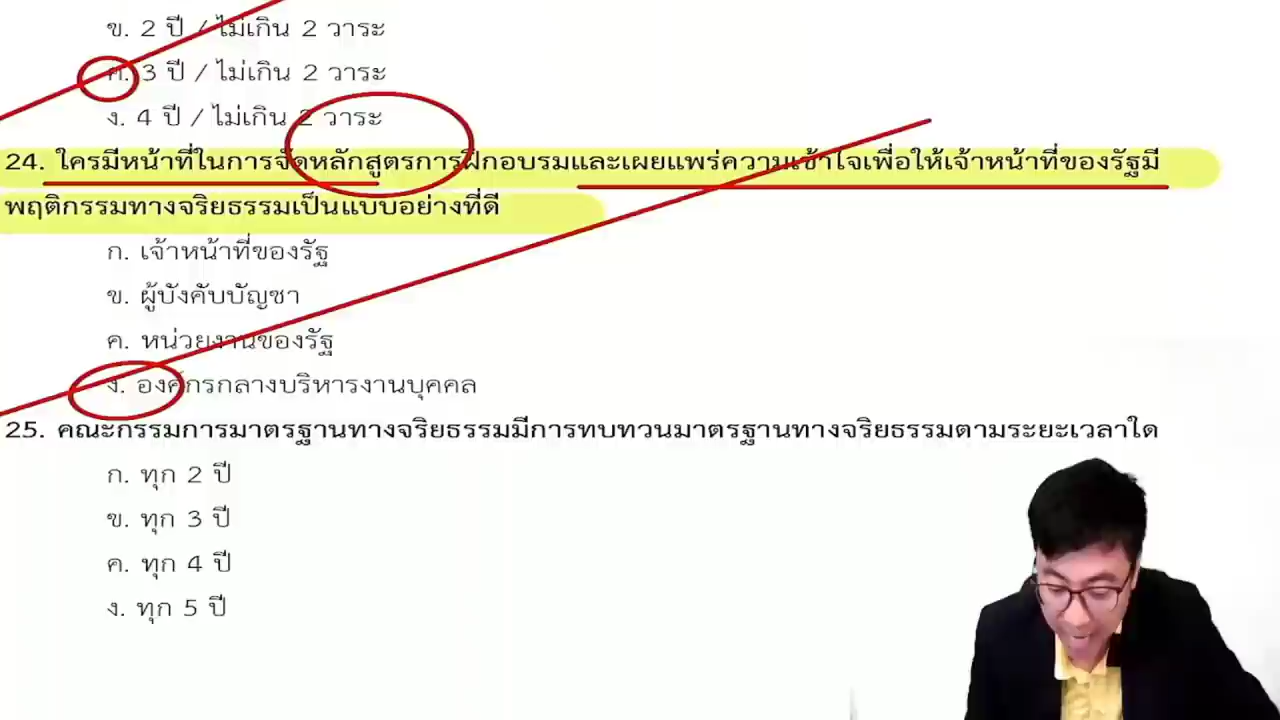 ข. 2 ปี / ไม่เกิน 2 วาระ
ค. 3 ปี / ไม่เกิน 2 วาระ
ง. 4 ปี / ไม่เกิน 2 วาระ
24. ใครมีหน้าที่ในการจัดหลักสูตรการฝึกอบรมและเผยแพร่ความเข้าใจเพื่อให้เจ้าหน้าที่ของรัฐมี
พฤติกรรมทางจริยธรรมเป็นแบบอย่างที่ดี
ก. เจ้าหน้าที่ของรัฐ
ข. ผู้บังคับบัญชา
ค. หน่วยงานของรัฐ
ง. องค์กรกลางบริหารงานบุคคล
25. คณะกรรมการมาตรฐานทางจริยธรรมมีการทบทวนมาตรฐานทางจริยธรรมตามระยะเวลาใด
ก. ทุก 2 ปี
ข. ทุก 3 ปี
ค. ทุก 4 ปี
ง. ทุก 5 ปี